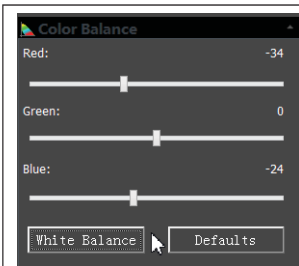 Color Balance
Red: -34
Green: 0
Blue: -24
White Balance Defaults